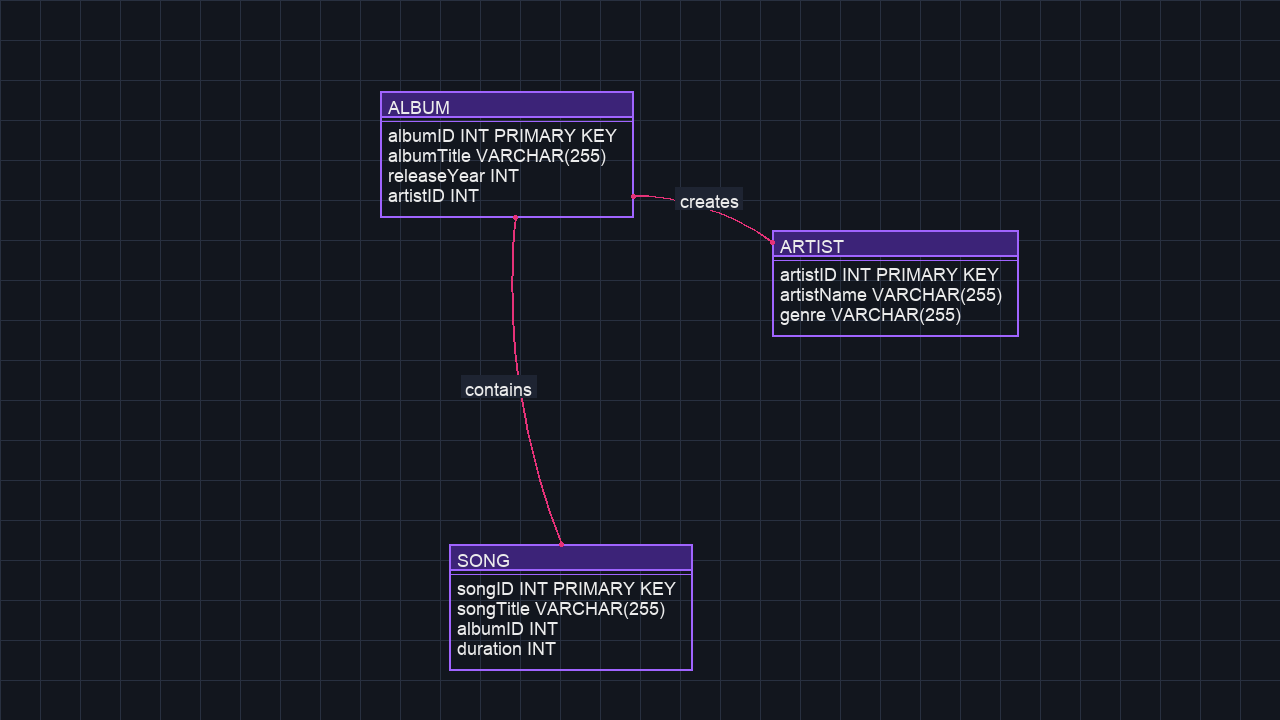 ALBUM
albumID INT PRIMARY KEY
albumTitle VARCHAR(255)
releaseYear INT
artistID INT
creates
ARTIST
artistID INT PRIMARY KEY
artistName VARCHAR(255)
genre VARCHAR(255)
contains
SONG
songID INT PRIMARY KEY
songTitle VARCHAR(255)
albumID INT
duration INT